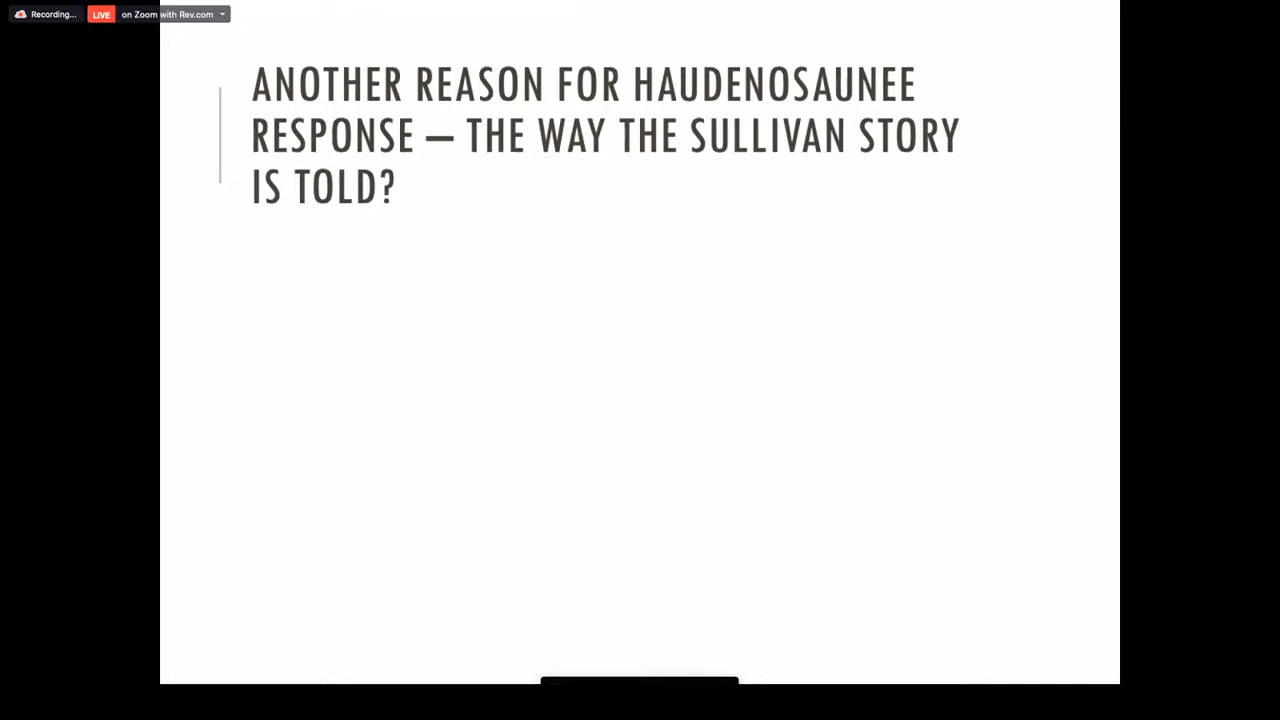 Recording...
LIVE
on Zoom with Rev.com
ANOTHER REASON FOR HAUDENOSAUNEE
RESPONSE – THE WAY THE SULLIVAN STORY
IS TOLD?